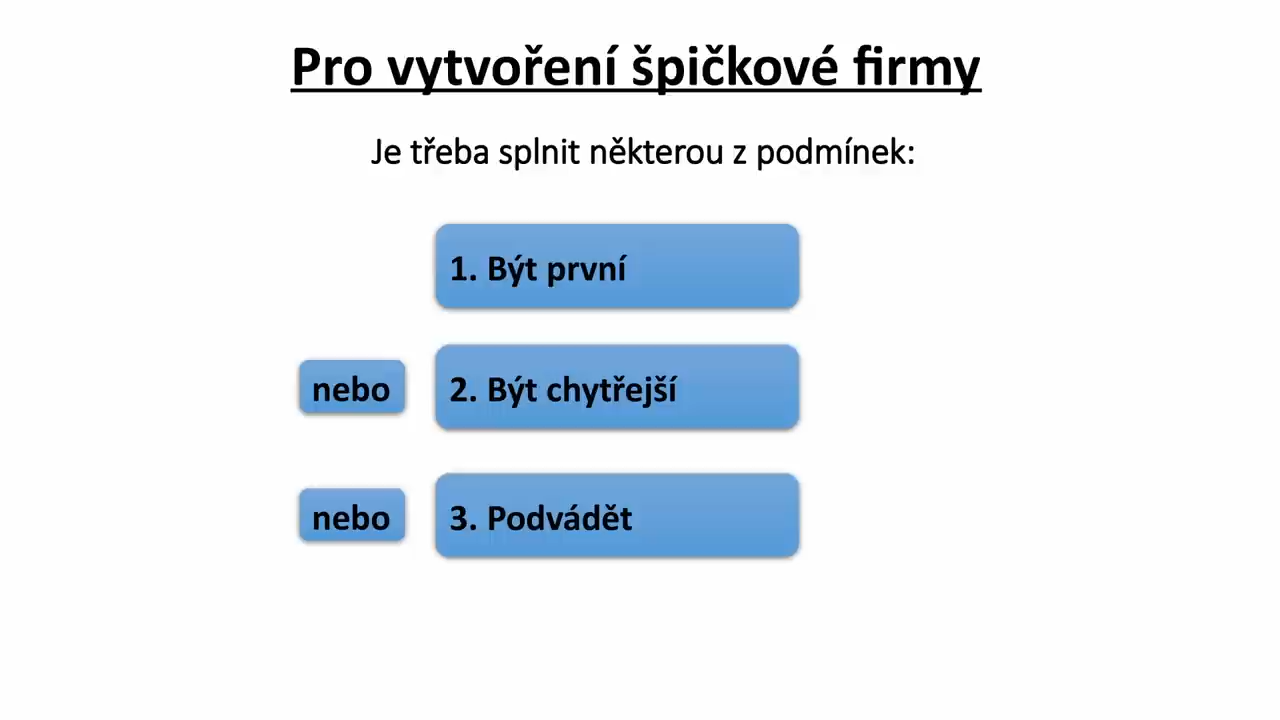 Pro vytvoření špičkové firmy
Je třeba splnit některou z podmínek:
1. Být první
nebo 2. Být chytřejší
nebo 3. Podvádět